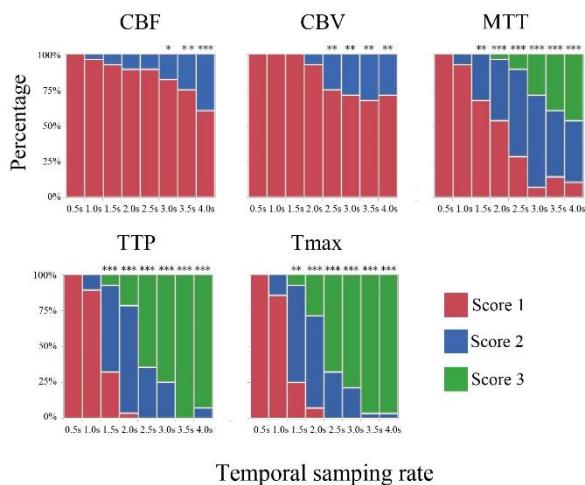 CBF CBV MTT
* ** *** ** ** ** ** ** *** *** *** *** ***
100%
75%
50%
25%
0%
Percentage
0.5s 1.0s 1.5s 2.0s 2.5s 3.0s 3.5s 4.0s 0.5s 1.0s 1.5s 2.0s 2.5s 3.0s 3.5s 4.0s 0.5s 1.0s 1.5s 2.0s 2.5s 3.0s 3.5s 4.0s
TTP Tmax
*** *** *** *** *** *** ** *** *** *** *** ***
100%
75%
50%
25%
0%
0.5s 1.0s 1.5s 2.0s 2.5s 3.0s 3.5s 4.0s 0.5s 1.0s 1.5s 2.0s 2.5s 3.0s 3.5s 4.0s
Score 1
Score 2
Score 3
Temporal sampling rate